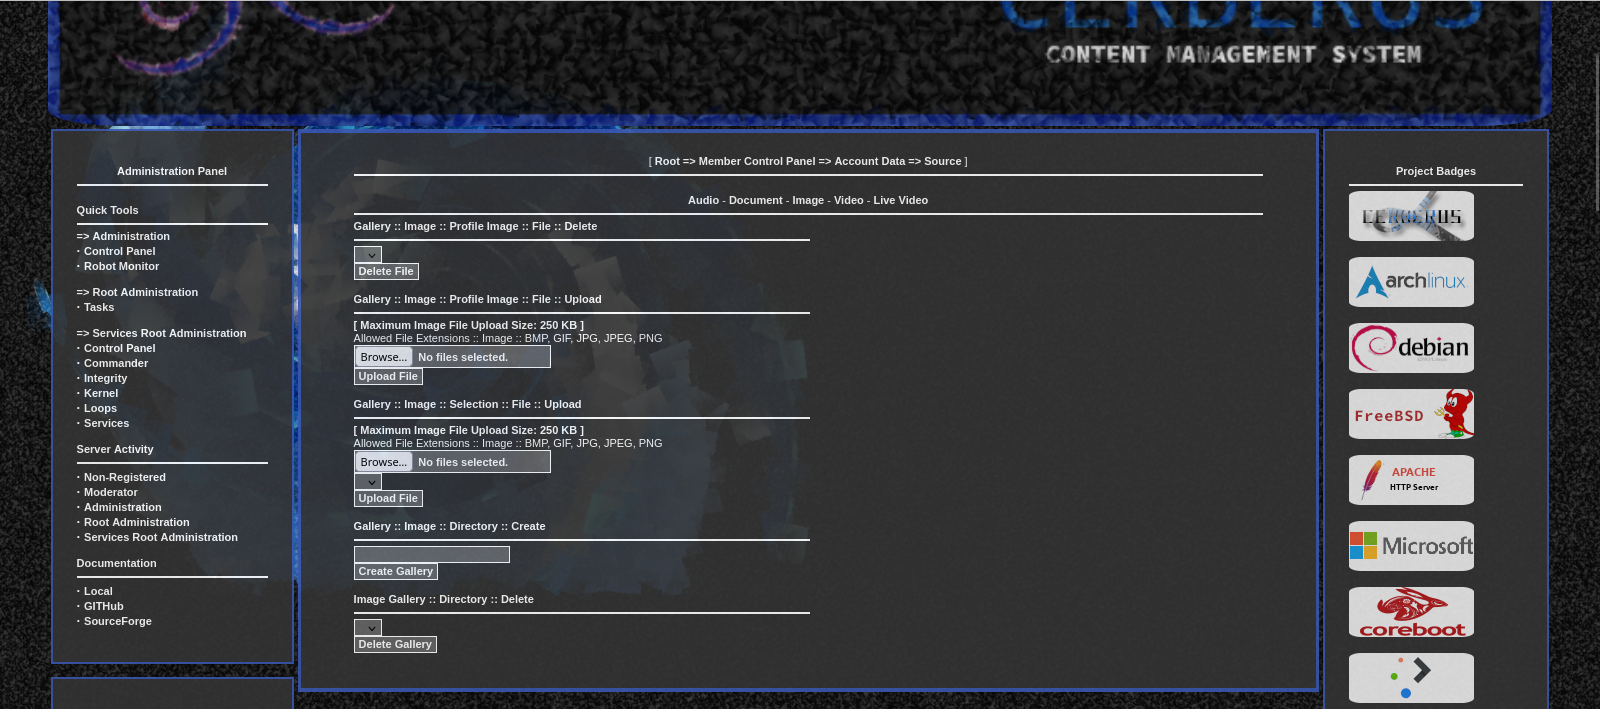 CERBERUS
CONTENT MANAGEMENT SYSTEM
Administration Panel
Quick Tools
=> Administration
· Control Panel
· Robot Monitor
=> Root Administration
· Tasks
=> Services Root Administration
· Control Panel
· Commander
· Integrity
· Kernel
· Loops
· Services
Server Activity
· Non-Registered
· Moderator
· Administration
· Root Administration
· Services Root Administration
Documentation
· Local
· GITHub
· SourceForge
[ Root => Member Control Panel => Account Data => Source ]
Audio - Document - Image - Video - Live Video
Gallery :: Image :: Profile Image :: File :: Delete
Delete File
Gallery :: Image :: Profile Image :: File :: Upload
[ Maximum Image File Upload Size: 250 KB ]
Allowed File Extensions :: Image :: BMP, GIF, JPG, JPEG, PNG
Browse... No files selected.
Upload File
Gallery :: Image :: Selection :: File :: Upload
[ Maximum Image File Upload Size: 250 KB ]
Allowed File Extensions :: Image :: BMP, GIF, JPG, JPEG, PNG
Browse... No files selected.
Upload File
Gallery :: Image :: Directory :: Create
Create Gallery
Image Gallery :: Directory :: Delete
Delete Gallery
Project Badges
CERBERUS
archlinux
debian
FreeBSD
APACHE
HTTP Server
Microsoft
coreboot